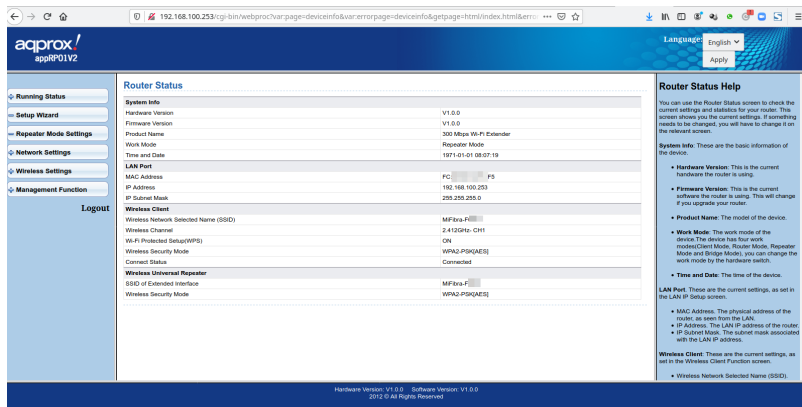 192.168.100.253/cgi-bin/webproc?var:page=deviceinfo&var:errorpage=deviceinfo&getpage=html/index.html&erro
aqprox!
appRP01V2
Language:
English
Apply
Running Status
Setup Wizard
Repeater Mode Settings
Network Settings
Wireless Settings
Management Function
Logout
Router Status
System Info
Hardware Version V1.0.0
Firmware Version V1.0.0
Product Name 300 Mbps Wi-Fi Extender
Work Mode Repeater Mode
Time and Date 1971-01-01 08:07:19
LAN Port
MAC Address FC: F5
IP Address 192.168.100.253
IP Subnet Mask 255.255.255.0
Wireless Client
Wireless Network Selected Name (SSID) MiFibra-F
Wireless Channel 2.412GHz- CH1
Wi-Fi Protected Setup(WPS) ON
Wireless Security Mode WPA2-PSK[AES]
Connect Status Connected
Wireless Universal Repeater
SSID of Extended Interface MiFibra-F
Wireless Security Mode WPA2-PSK[AES]
Router Status Help
You can use the Router Status screen to check the
current settings and statistics for your router. This
screen shows you the current settings. If something
needs to be changed, you will have to change it on
the relevant screen.
System Info: These are the basic information of
the device.
Hardware Version: This is the current
hardware the router is using.
Firmware Version: This is the current
software the router is using. This will change
if you upgrade your router.
Product Name: The model of the device.
Work Mode: The work mode of the
device.The device has four work
modes(Client Mode, Router Mode, Repeater
Mode and Bridge Mode), you can change the
work mode by the hardware switch.
Time and Date: The time of the device.
LAN Port. These are the current settings, as set in
the LAN IP Setup screen.
MAC Address. The physical address of the
router, as seen from the LAN.
IP Address. The LAN IP address of the router.
IP Subnet Mask. The subnet mask associated
with the LAN IP address.
Wireless Client: These are the current settings, as
set in the Wireless Client Function screen.
Wireless Network Selected Name (SSID).
Hardware Version: V1.0.0 Software Version: V1.0.0
2012 © All Rights Reserved